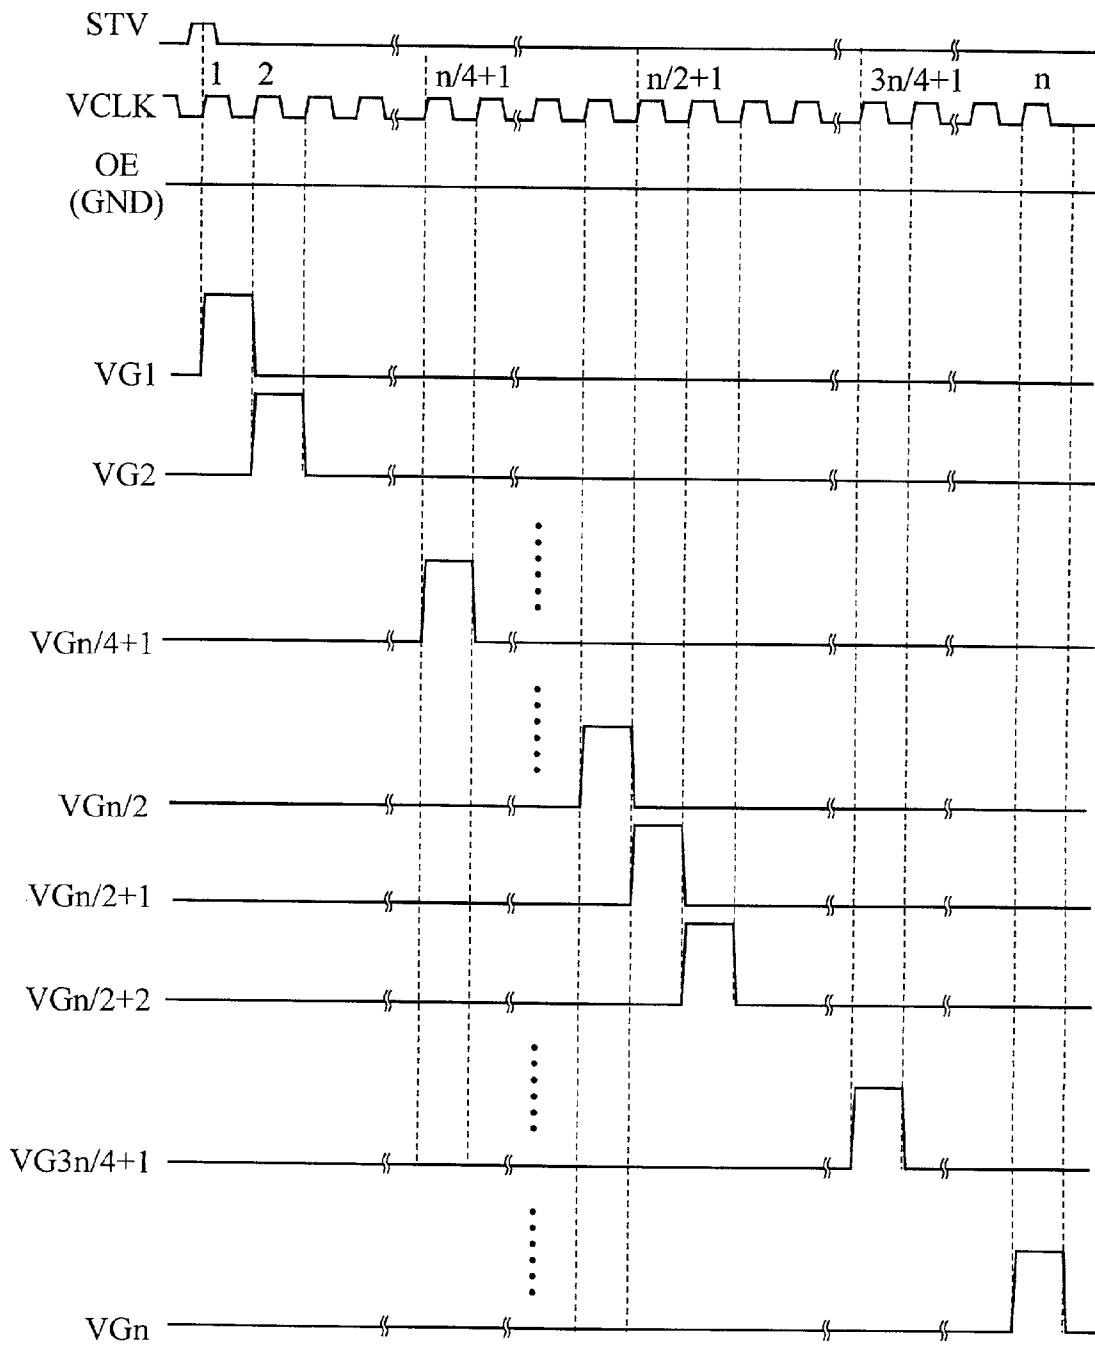 STV
1 2 n/4+1 n/2+1 3n/4+1 n
VCLK
OE
(GND)
VG1
VG2
VGn/4+1
VGn/2
VGn/2+1
VGn/2+2
VG3n/4+1
VGn